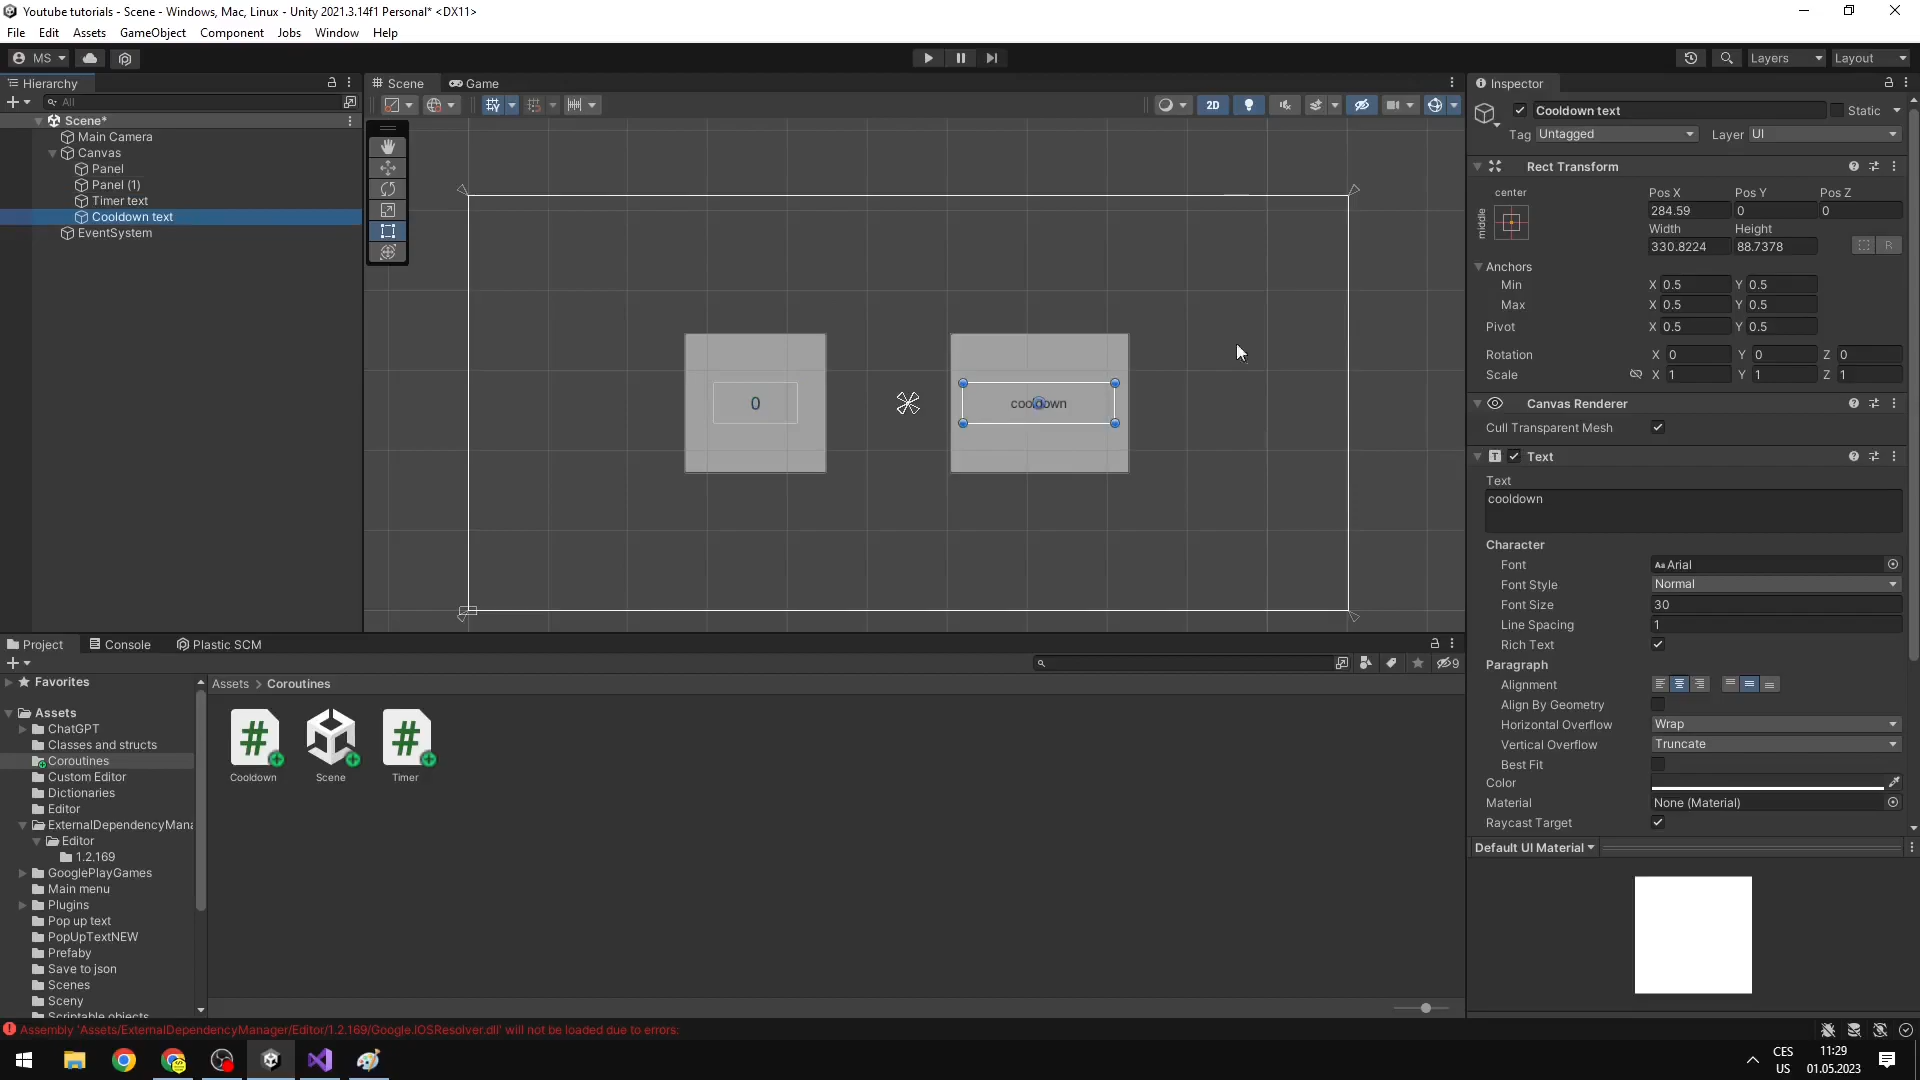 Youtube tutorials - Scene - Windows, Mac, Linux - Unity 2021.3.14f1 Personal* <DX11>
File Edit Assets GameObject Component Jobs Window Help
MS Layers Layout
Hierarchy
All
Scene*
Main Camera
Canvas
Panel
Panel (1)
Timer text
Cooldown text
EventSystem
Scene Game
2D
0
cooldown
Inspector
Cooldown text Static
Tag Untagged Layer UI
Rect Transform
center
middle
Pos X Pos Y Pos Z
284.59 0 0
Width Height
330.8224 88.7378
R
Anchors
Min X 0.5 Y 0.5
Max X 0.5 Y 0.5
Pivot X 0.5 Y 0.5
Rotation X 0 Y 0 Z 0
Scale X 1 Y 1 Z 1
Canvas Renderer
Cull Transparent Mesh
Text
Text
cooldown
Character
Font Aa Arial
Font Style Normal
Font Size 30
Line Spacing 1
Rich Text
Paragraph
Alignment
Align By Geometry
Horizontal Overflow Wrap
Vertical Overflow Truncate
Best Fit
Color
Material None (Material)
Raycast Target
Default UI Material
Project Console Plastic SCM
9
Favorites
Assets
ChatGPT
Classes and structs
Coroutines
Custom Editor
Dictionaries
Editor
ExternalDependencyMana
Editor
1.2.169
GooglePlayGames
Main menu
Plugins
Pop up text
PopUpTextNEW
Prefaby
Save to json
Scenes
Sceny
Scriptable objects
Assets > Coroutines
Cooldown Scene Timer
Assembly 'Assets/ExternalDependencyManager/Editor/1.2.169/Google.IOSResolver.dll' will not be loaded due to errors:
CES
US
11:29
01.05.2023